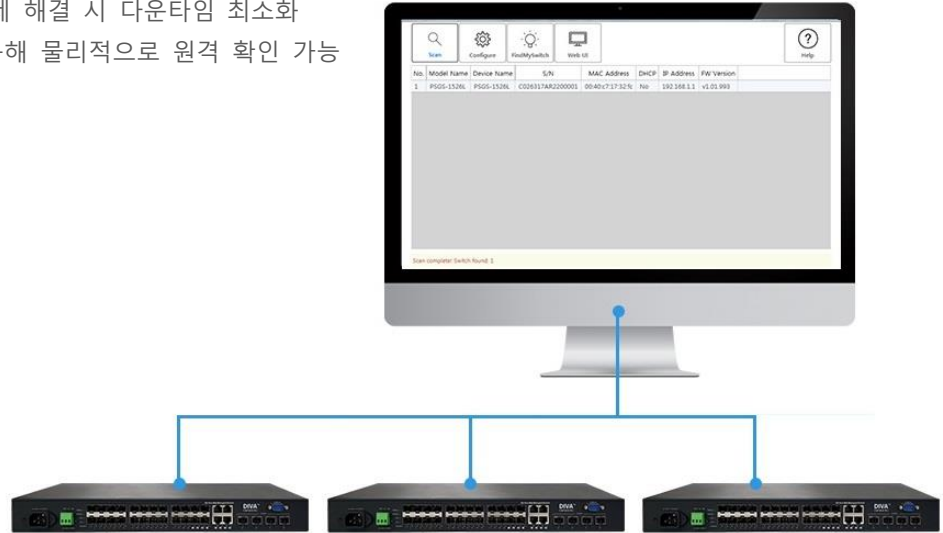 해결 시 다운타임 최소화
물리적으로 원격 확인 가능
Scan
Configure
FindMySwitch
Web UI
Help
No. Model Name Device Name S/N MAC Address DHCP IP Address FW Version
1 PSGS-1526L PSGS-1526L C026317AR2200001 00:40:c7:17:32:fc No 192.168.1.1 v1.01.993
Scan complete! Switch found: 1
DIVA
DIVA
DIVA